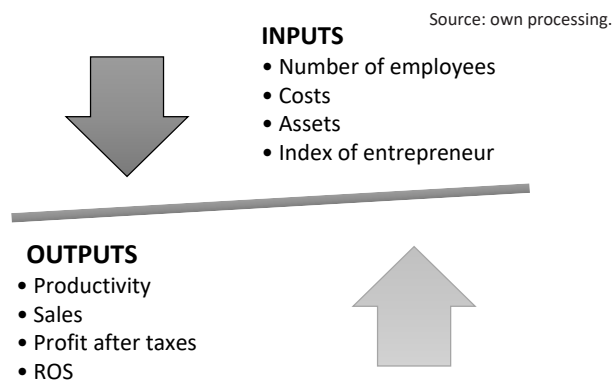 Source: own processing.
INPUTS
• Number of employees
• Costs
• Assets
• Index of entrepreneur
OUTPUTS
• Productivity
• Sales
• Profit after taxes
• ROS